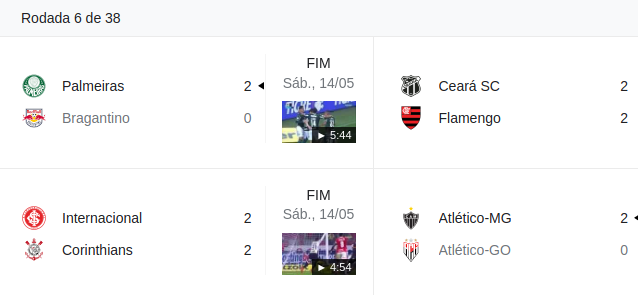 Rodada 6 de 38
FIM
Sáb., 14/05
Palmeiras 2
Bragantino 0
5:44
Ceará SC 2
Flamengo 2
FIM
Sáb., 14/05
Internacional 2
Corinthians 2
4:54
Atlético-MG 2
Atlético-GO 0